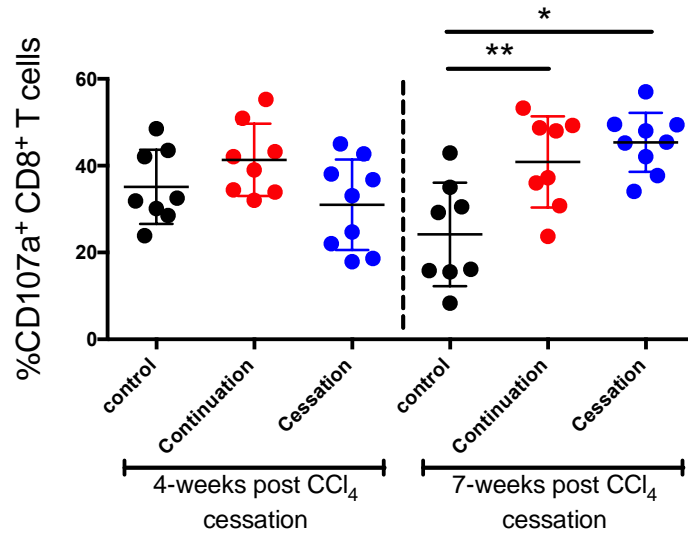 *
**
%CD107a⁺ CD8⁺ T cells
60
40
20
0
control
Continuation
Cessation
control
Continuation
Cessation
4-weeks post CCl₄
cessation
7-weeks post CCl₄
cessation